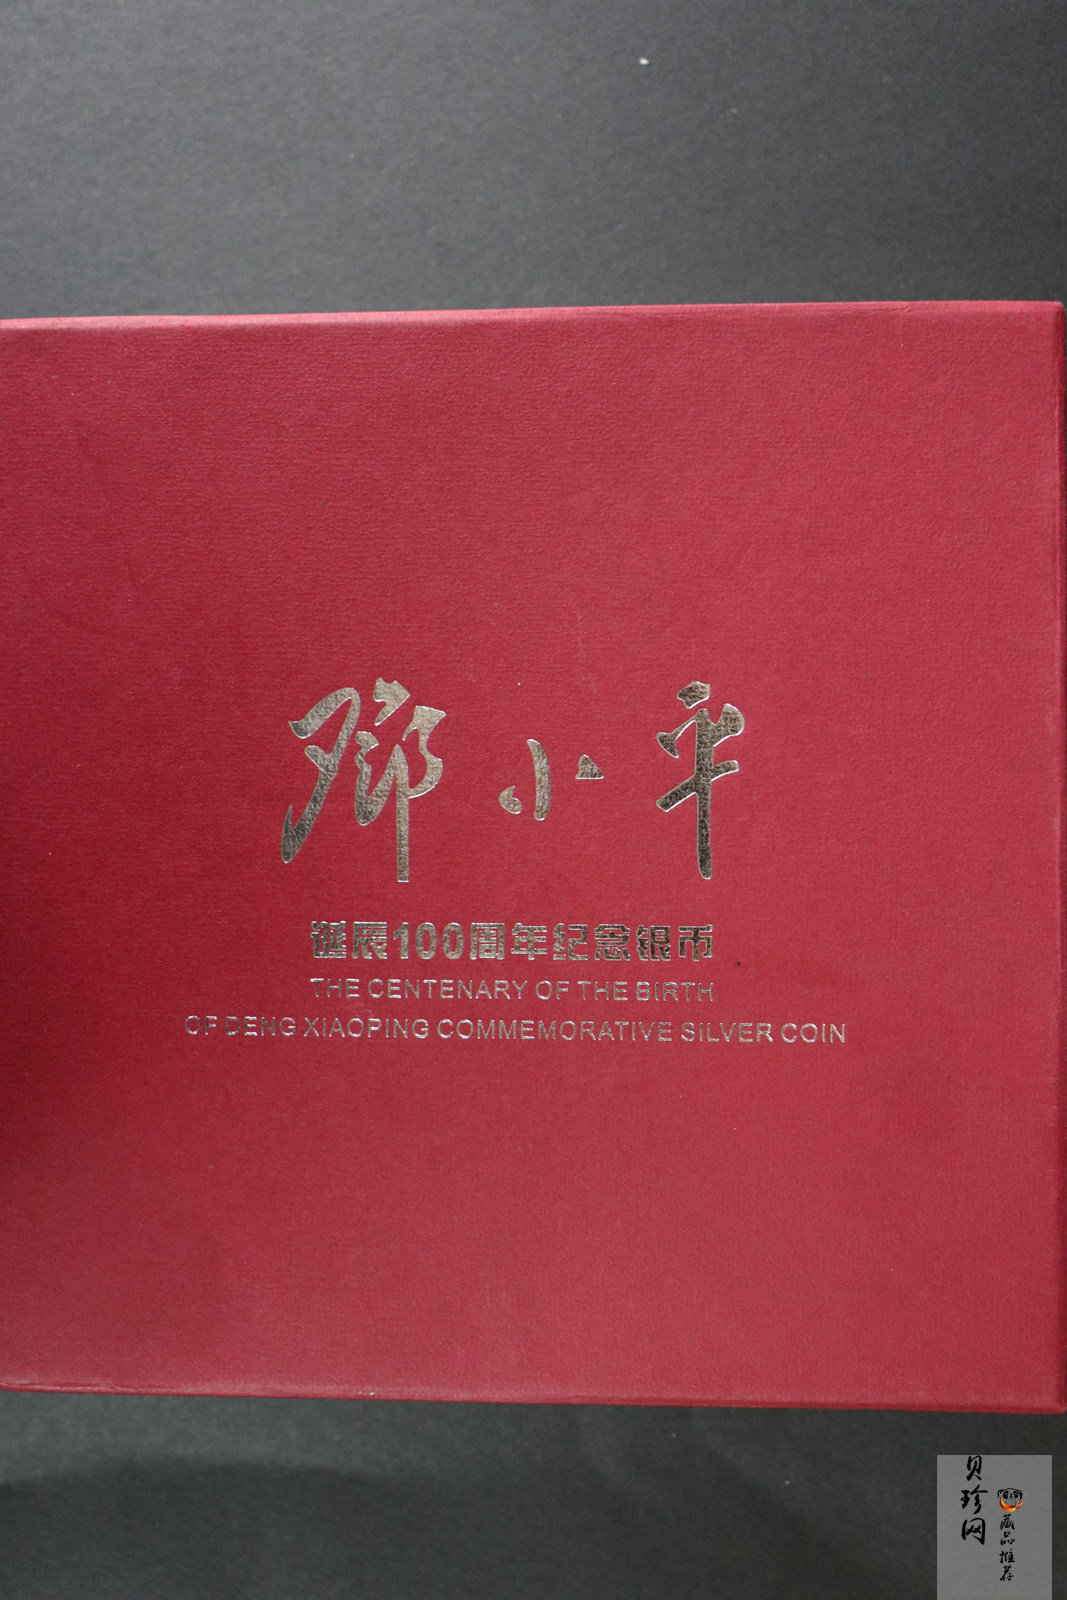 鄧小平
诞辰100周年纪念银币
THE CENTENARY OF THE BIRTH
OF DENG XIAOPING COMMEMORATIVE SILVER COIN
贝珍网
藏品推荐